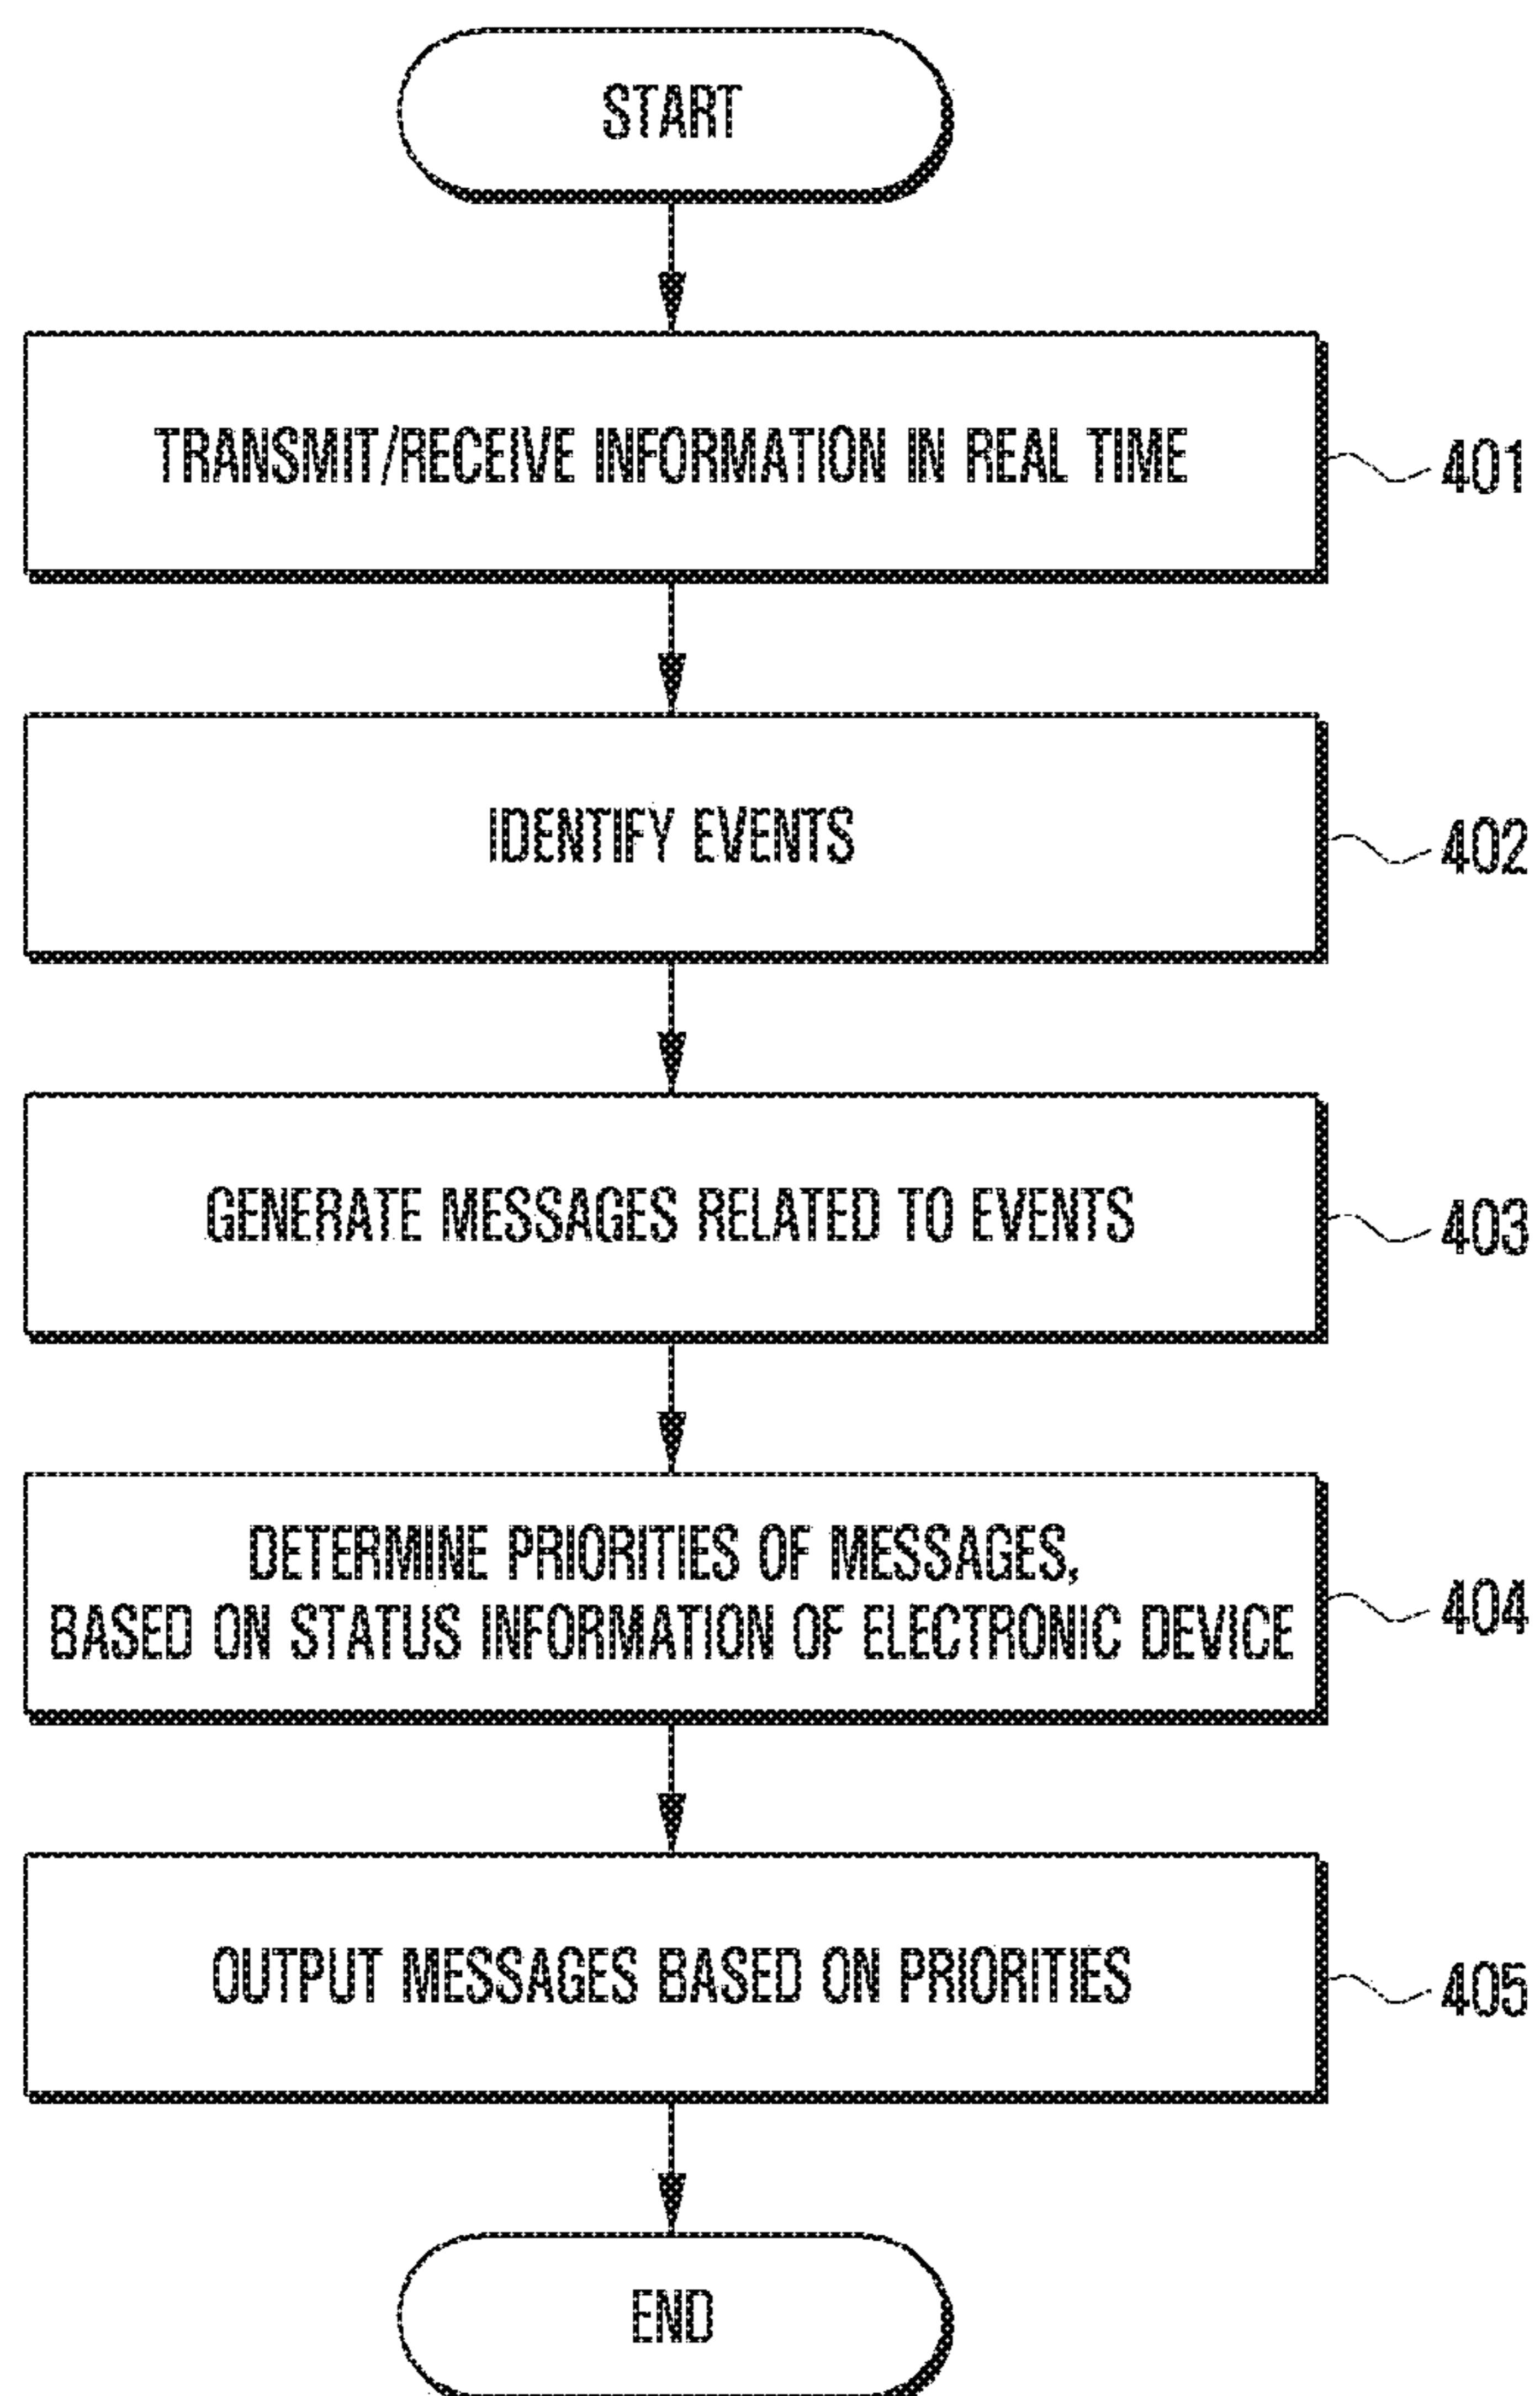 START
TRANSMIT/RECEIVE INFORMATION IN REAL TIME
401
IDENTIFY EVENTS
402
GENERATE MESSAGES RELATED TO EVENTS
403
DETERMINE PRIORITIES OF MESSAGES,
BASED ON STATUS INFORMATION OF ELECTRONIC DEVICE
404
OUTPUT MESSAGES BASED ON PRIORITIES
405
END